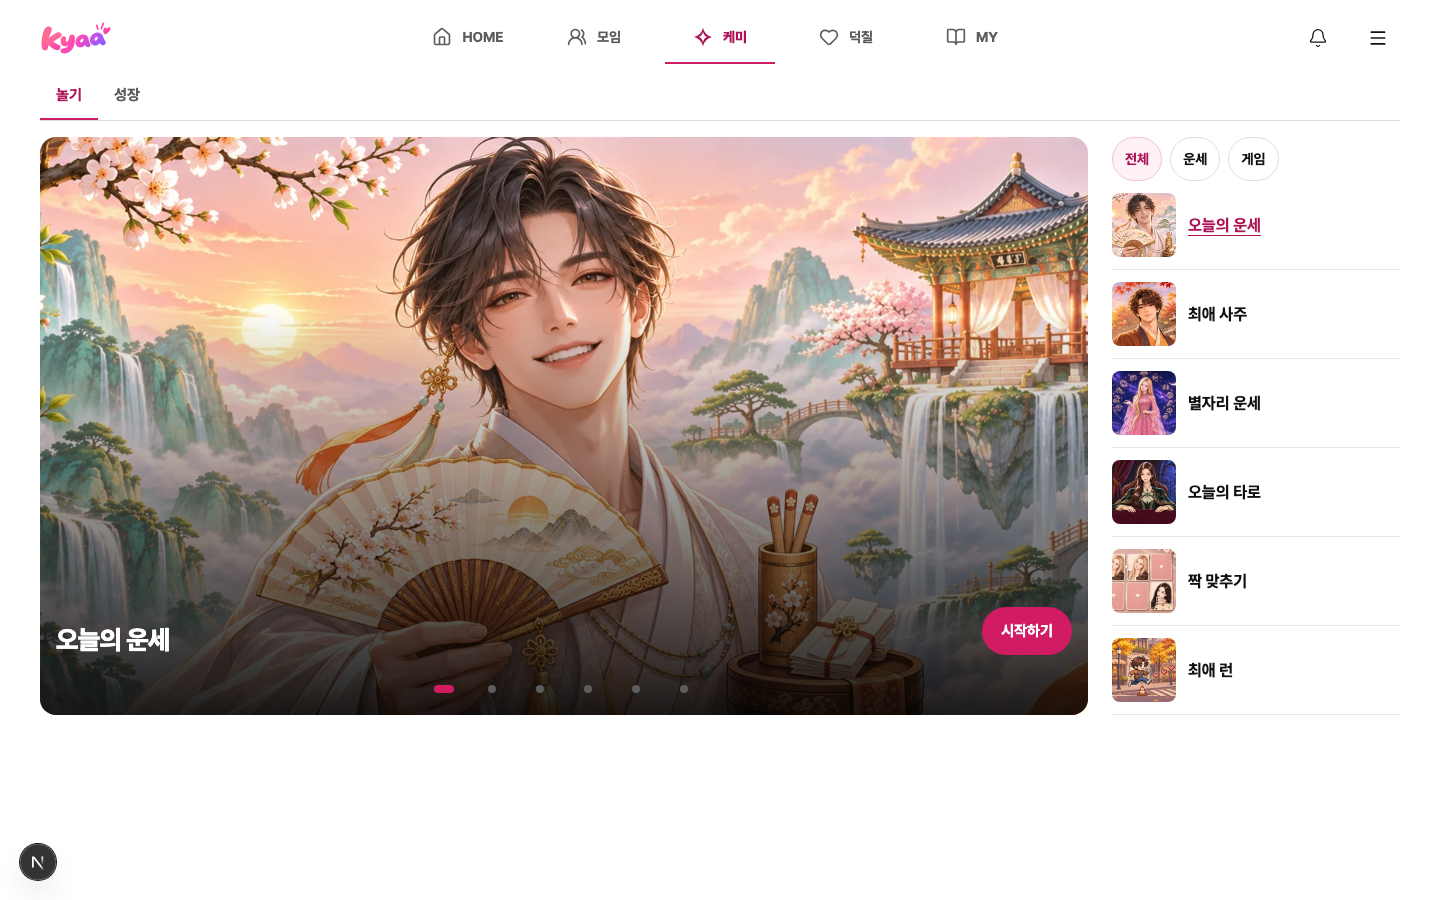 kyaa
HOME
모임
케미
덕질
MY
놀기
성장
전체
운세
게임
오늘의 운세
최애 사주
별자리 운세
오늘의 타로
짝 맞추기
최애 런
오늘의 운세
시작하기
N